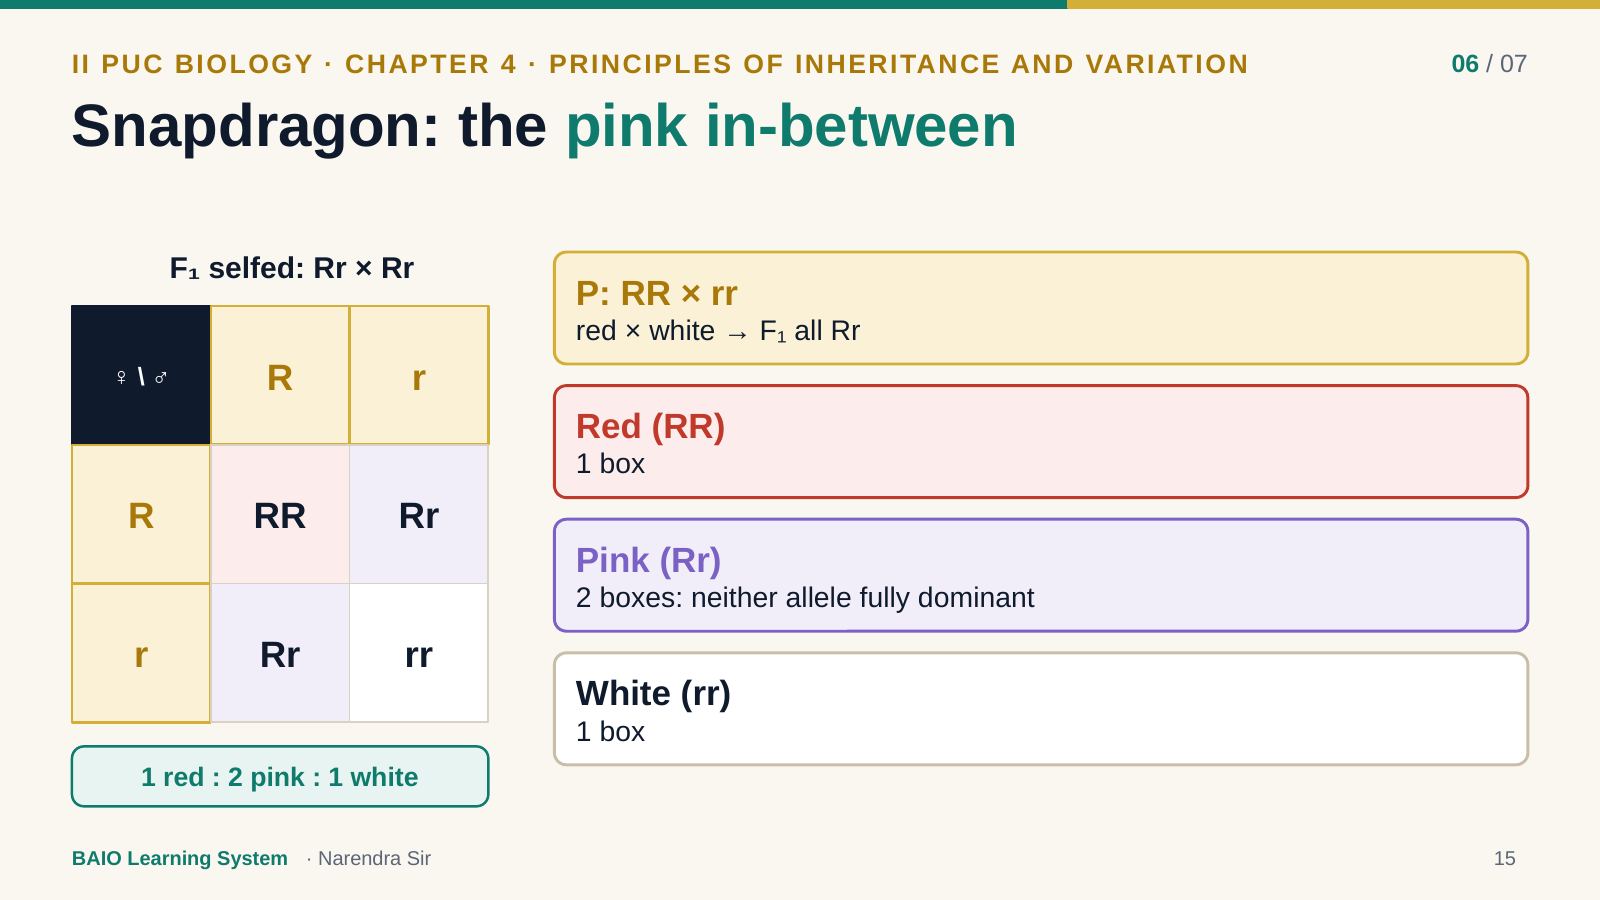 II PUC BIOLOGY · CHAPTER 4 · PRINCIPLES OF INHERITANCE AND VARIATION
06 / 07
Snapdragon: the pink in-between
F₁ selfed: Rr × Rr
♀ \ ♂ R r
R RR Rr
r Rr rr
1 red : 2 pink : 1 white
P: RR × rr
red × white → F₁ all Rr
Red (RR)
1 box
Pink (Rr)
2 boxes: neither allele fully dominant
White (rr)
1 box
BAIO Learning System · Narendra Sir
15